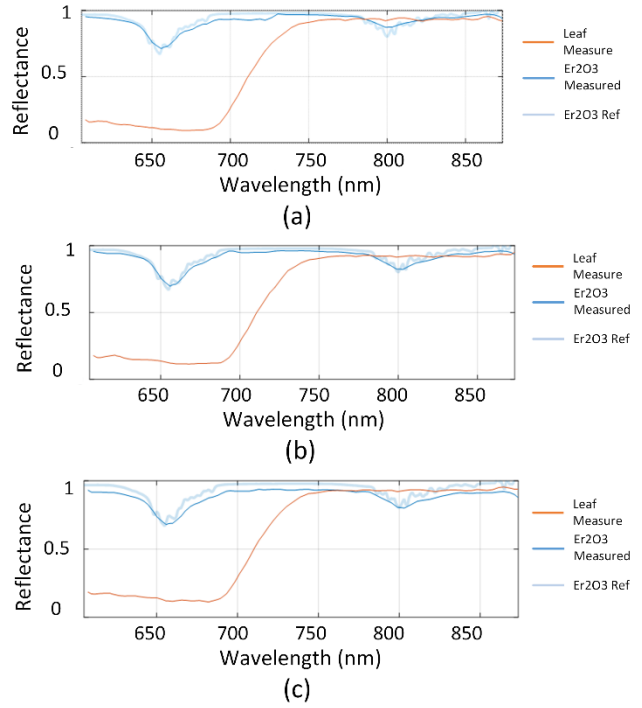 1
0.5
0
Reflectance
650
700
750
800
850
Wavelength (nm)
Leaf
Measure
Er2O3
Measured
Er2O3 Ref
(a)
1
0.5
0
Reflectance
650
700
750
800
850
Wavelength (nm)
Leaf
Measure
Er2O3
Measured
Er2O3 Ref
(b)
1
0.5
0
Reflectance
650
700
750
800
850
Wavelength (nm)
Leaf
Measure
Er2O3
Measured
Er2O3 Ref
(c)